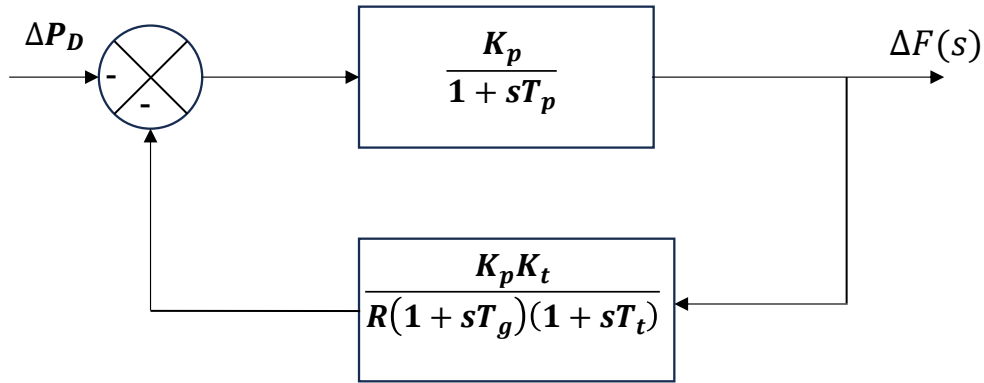 ΔP_D
-
-
K_p
1 + sT_p
ΔF(s)
K_pK_t
R(1 + sT_g)(1 + sT_t)